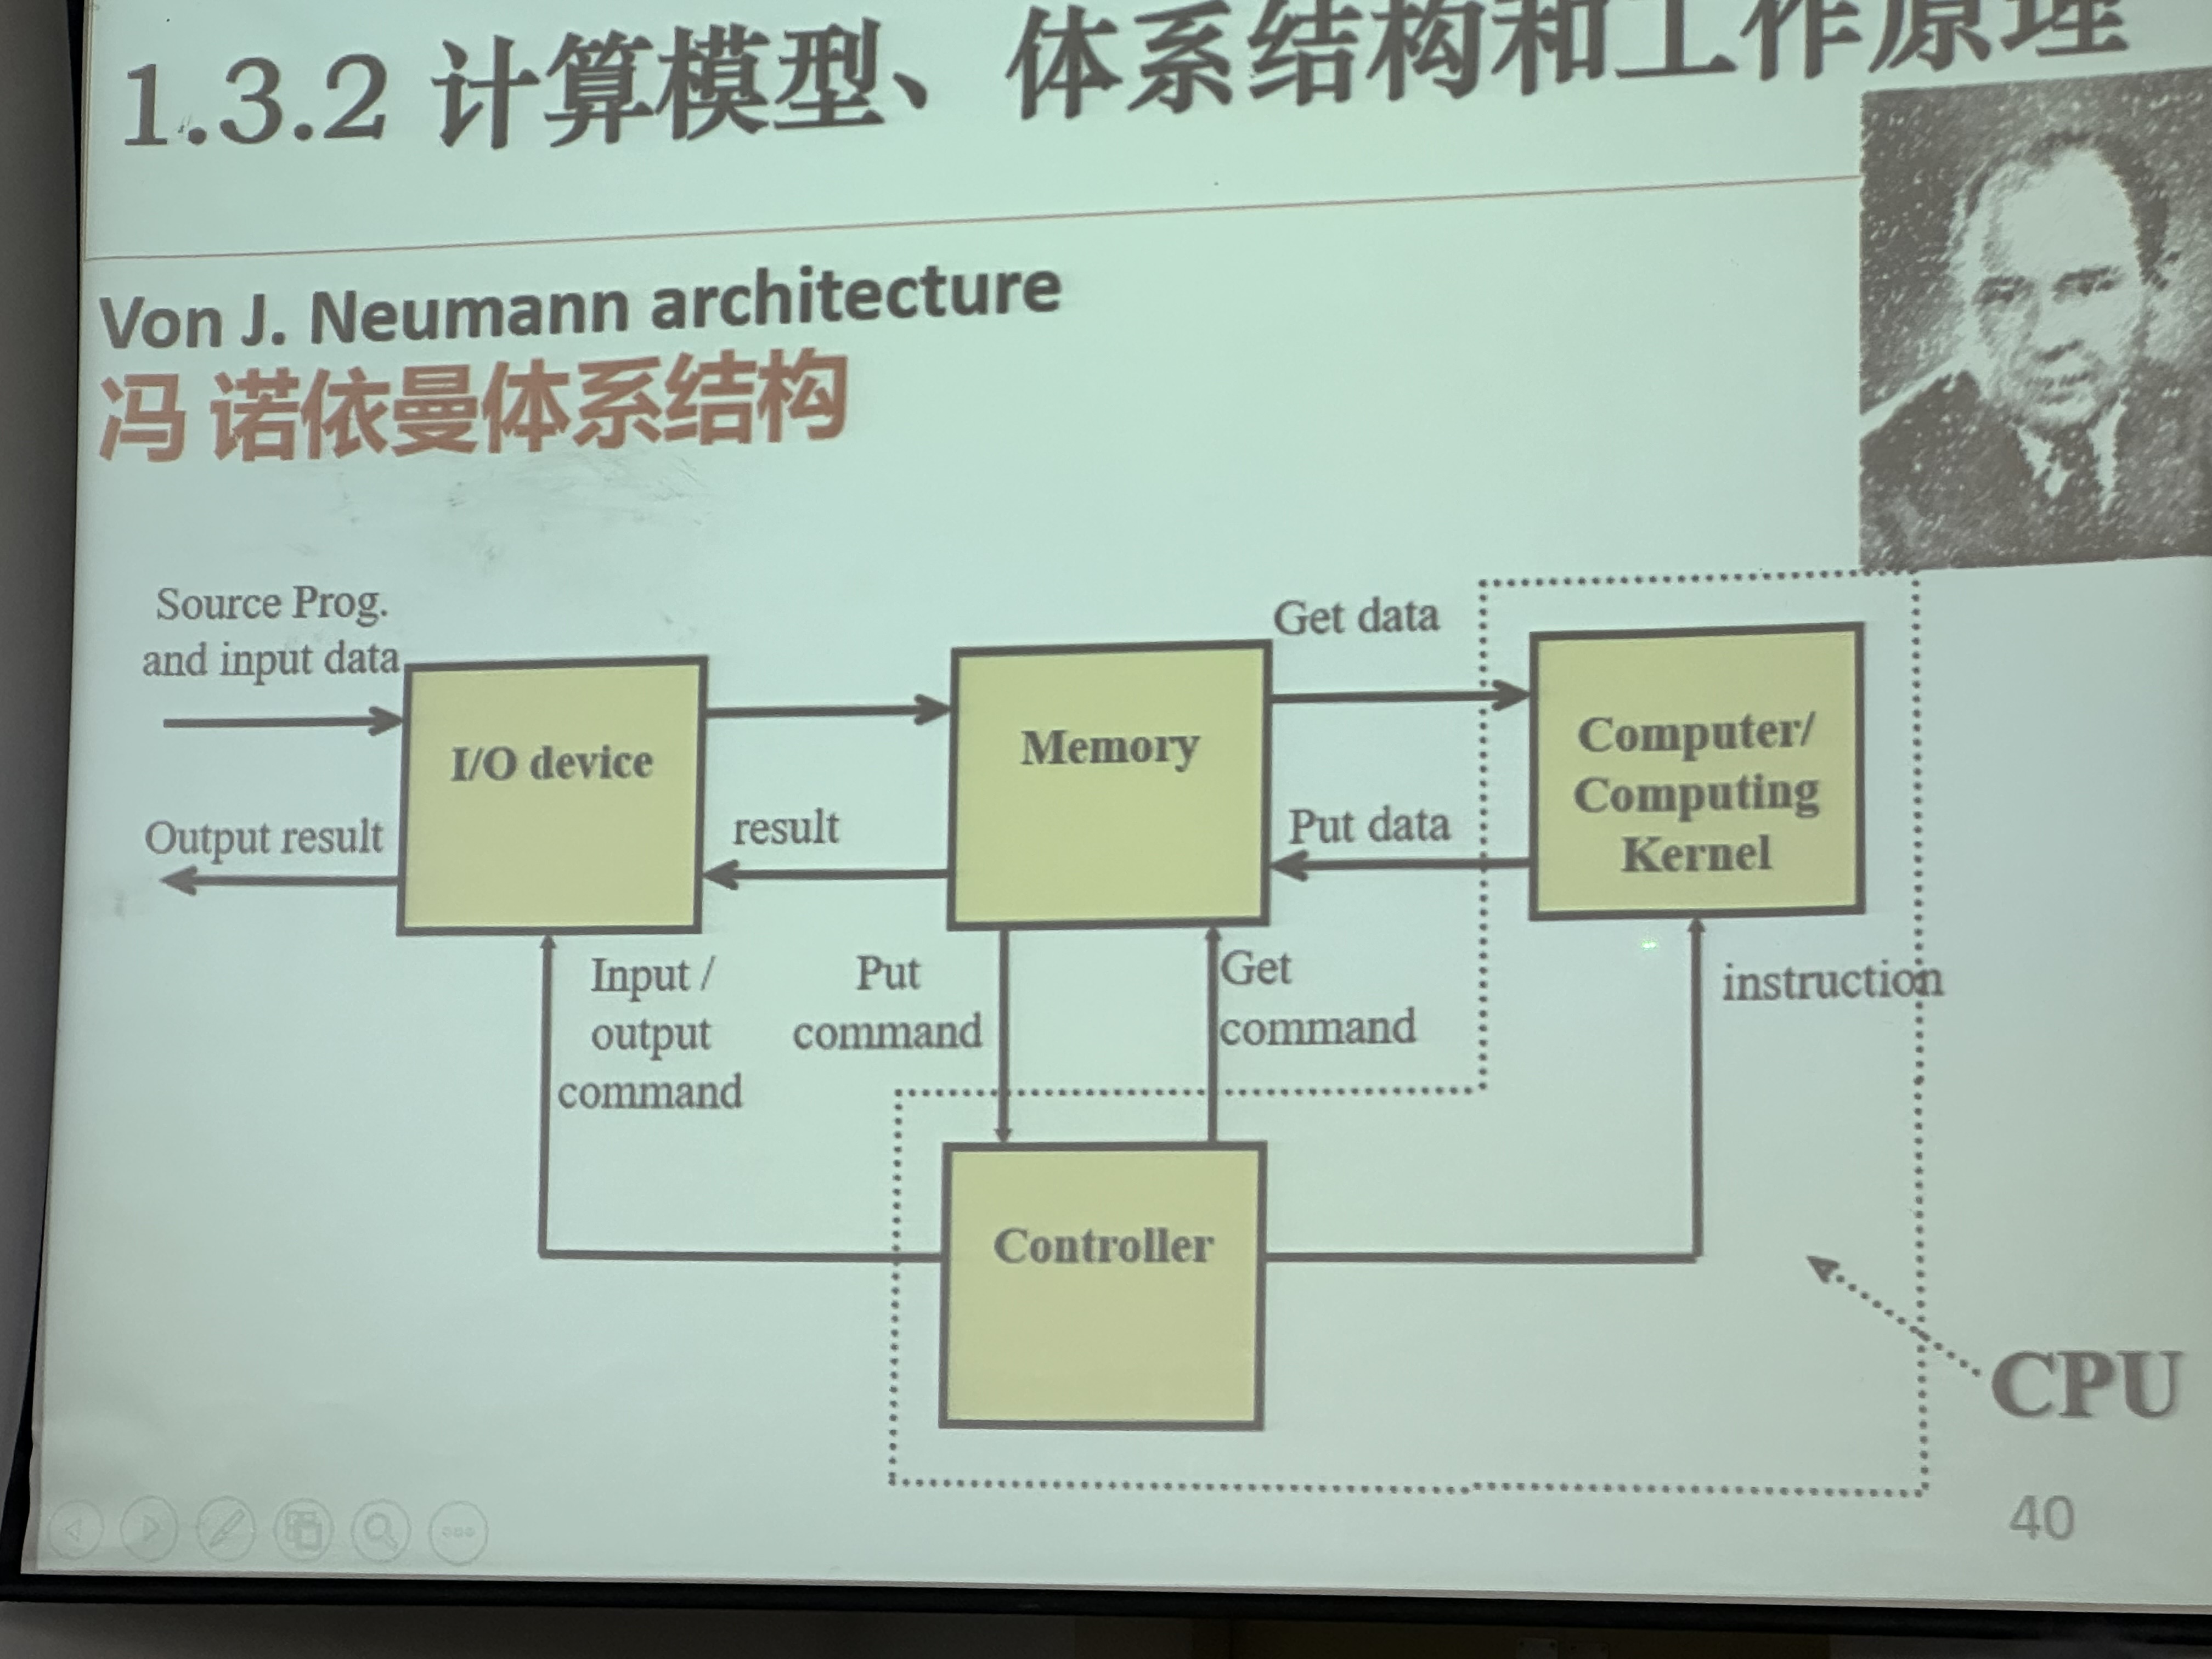 1.3.2 计算模型、体系结构和工作原理
Von J. Neumann architecture
冯 诺依曼体系结构
Source Prog.
and input data
Output result
I/O device
result
Memory
Get data
Put data
Computer/
Computing
Kernel
Input /
output
command
Put
command
Get
command
instruction
Controller
CPU
40